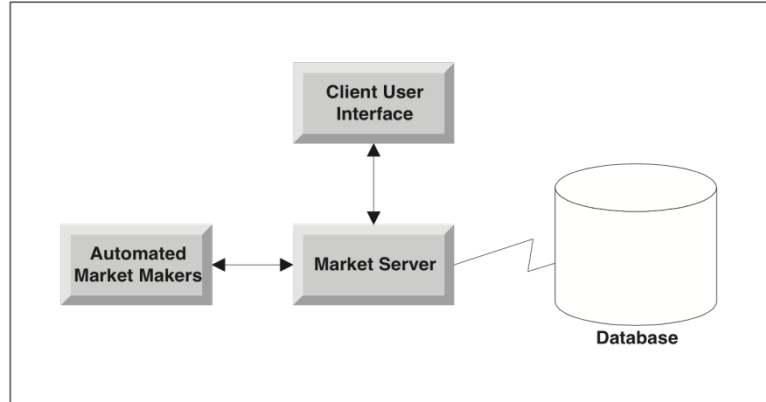 Client User
Interface
Automated
Market Makers
Market Server
Database